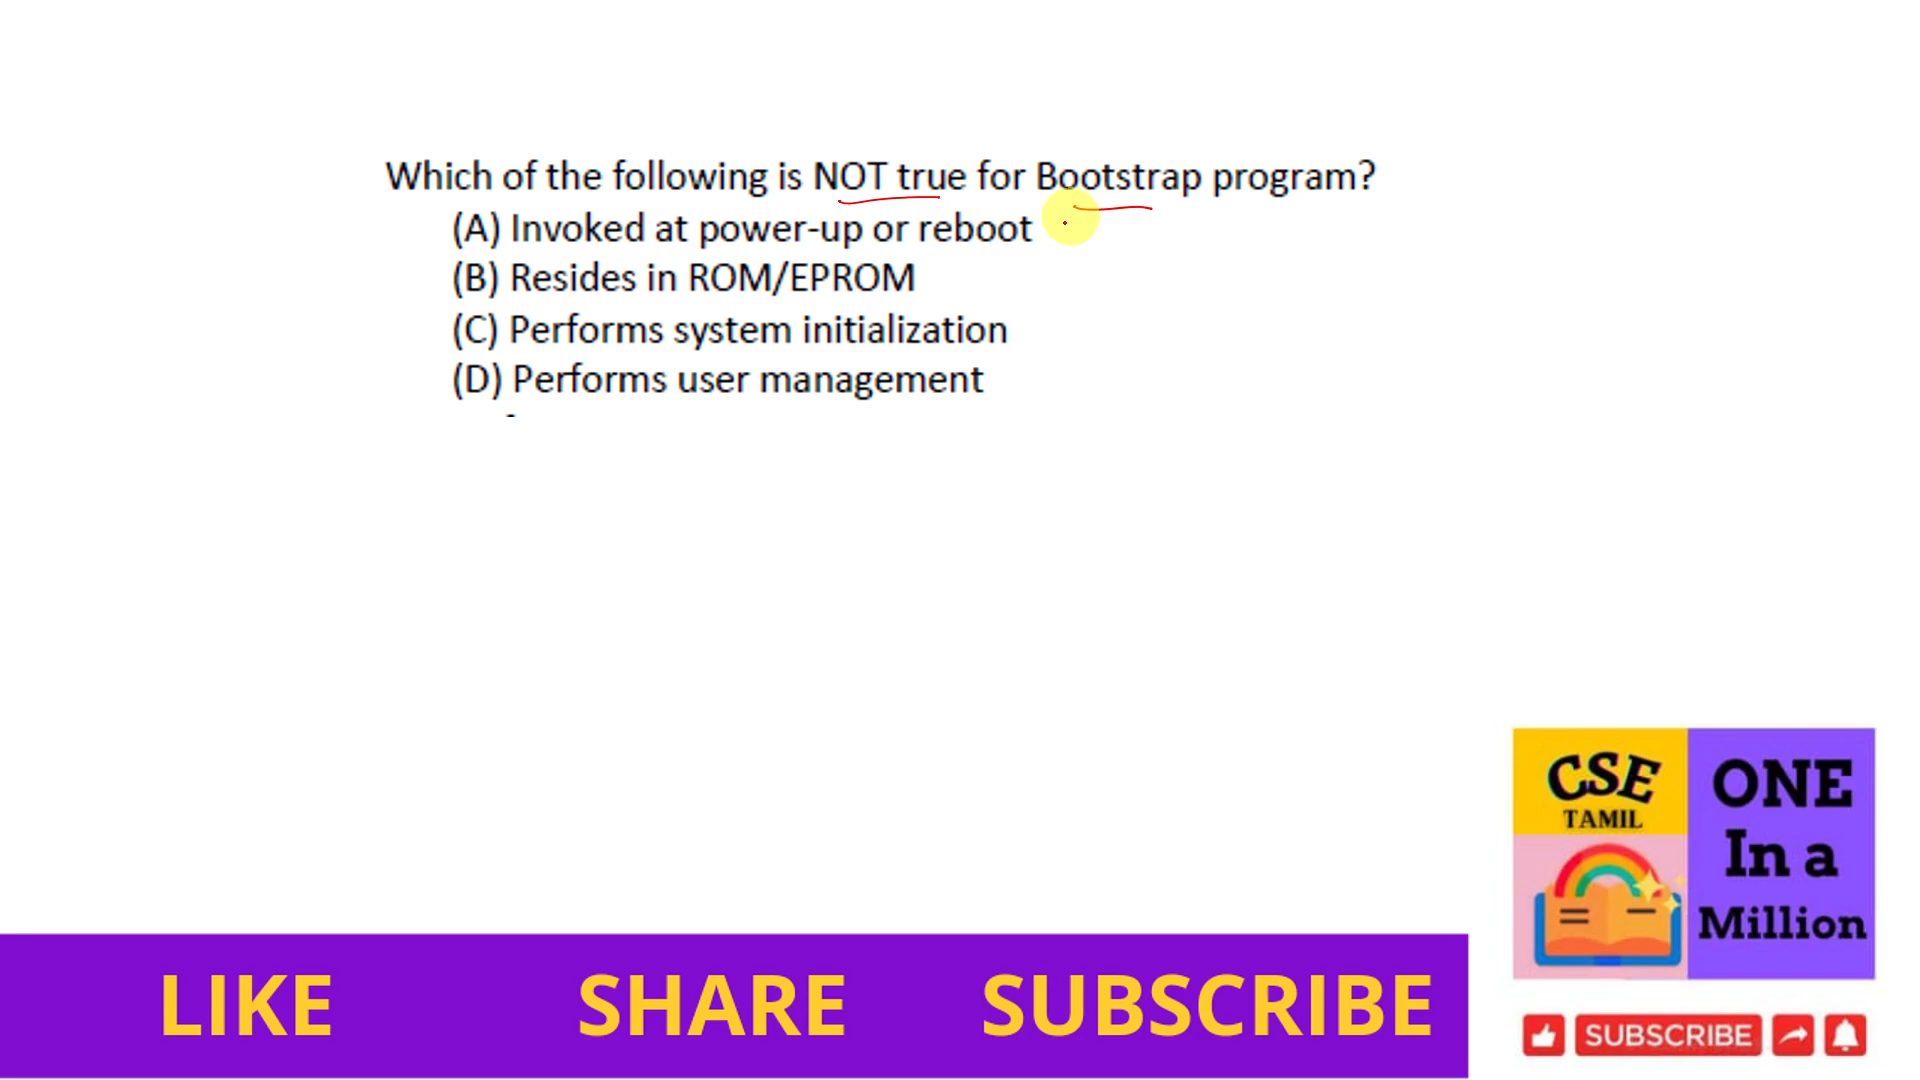 Which of the following is NOT true for Bootstrap program?
(A) Invoked at power-up or reboot
(B) Resides in ROM/EPROM
(C) Performs system initialization
(D) Performs user management
CSE
TAMIL
ONE
In a
Million
LIKE SHARE SUBSCRIBE
SUBSCRIBE